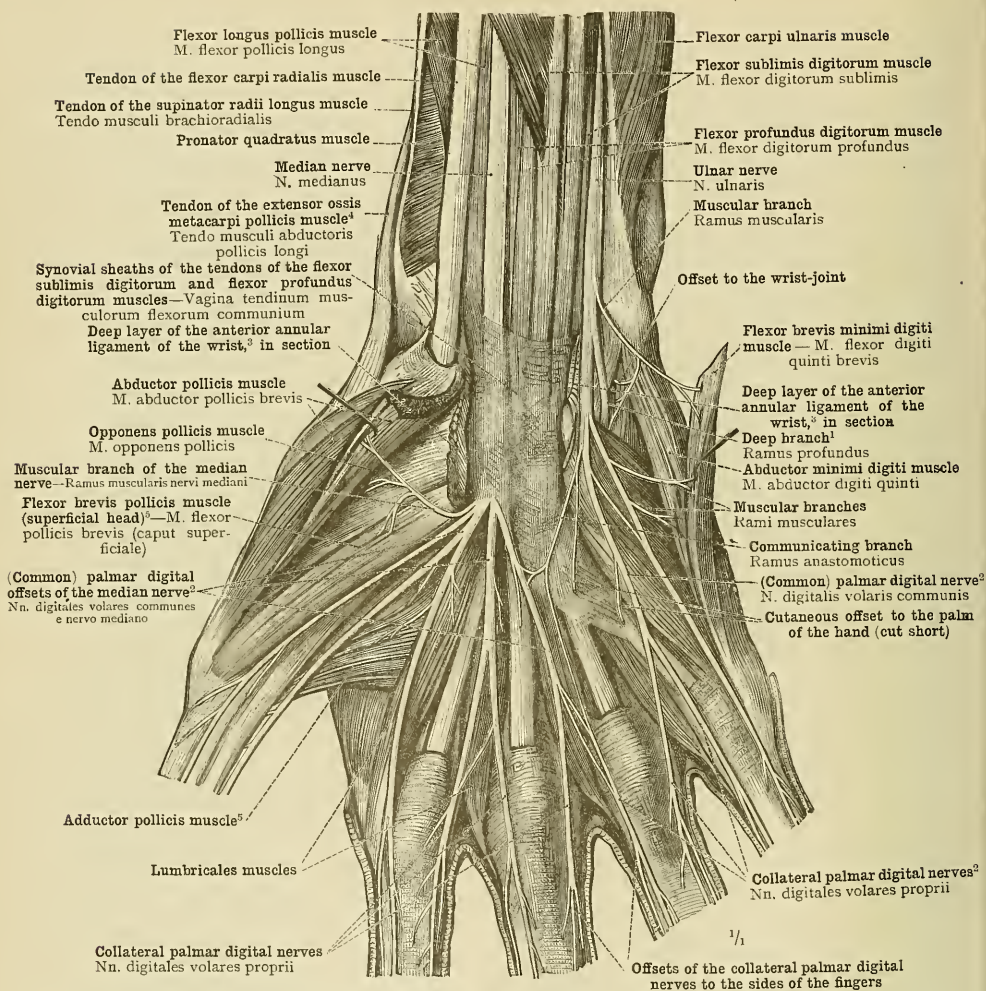 Flexor longus pollicis muscle
M. flexor pollicis longus
Tendon of the flexor carpi radialis muscle
Tendon of the supinator radii longus muscle
Tendo musculi brachioradialis
Pronator quadratus muscle
Median nerve
N. medianus
Tendon of the extensor ossis
metacarpi pollicis muscle⁴
Tendo musculi abductoris
pollicis longi
Synovial sheaths of the tendons of the flexor
sublimis digitorum and flexor profundus
digitorum muscles—Vagina tendinum mus-
culorum flexorum communium
Deep layer of the anterior annular
ligament of the wrist,³ in section
Abductor pollicis muscle
M. abductor pollicis brevis
Opponens pollicis muscle
M. opponens pollicis
Muscular branch of the median
nerve—Ramus muscularis nervi mediani
Flexor brevis pollicis muscle
(superficial head)⁵—M. flexor
pollicis brevis (caput super-
ficiale)
(Common) palmar digital
offsets of the median nerve²
Nn. digitales volares communes
e nervo mediano
Adductor pollicis muscle⁵
Lumbricales muscles
Collateral palmar digital nerves
Nn. digitales volares proprii
Flexor carpi ulnaris muscle
Flexor sublimis digitorum muscle
M. flexor digitorum sublimis
Flexor profundus digitorum muscle
M. flexor digitorum profundus
Ulnar nerve
N. ulnaris
Muscular branch
Ramus muscularis
Offset to the wrist-joint
Flexor brevis minimi digiti
muscle — M. flexor digiti
quinti brevis
Deep layer of the anterior
annular ligament of the
wrist,³ in section
Deep branch¹
Ramus profundus
Abductor minimi digiti muscle
M. abductor digiti quinti
Muscular branches
Rami musculares
Communicating branch
Ramus anastomoticus
(Common) palmar digital nerve²
N. digitalis volaris communis
Cutaneous offset to the palm
of the hand (cut short)
Collateral palmar digital nerves²
Nn. digitales volares proprii
1/1
Offsets of the collateral palmar digital
nerves to the sides of the fingers